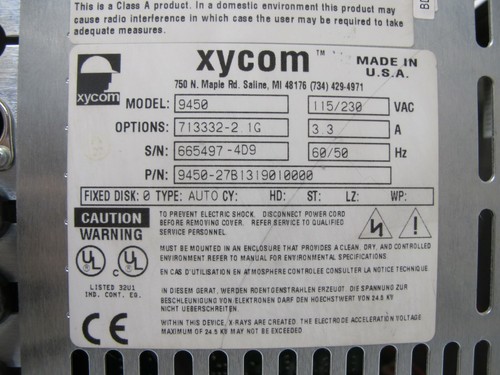 This is a Class A product. In a domestic environment this product may
cause radio interference in which case the user may be required to take
adequate measures.
xycom
xycom™
MADE IN
U.S.A.
750 N. Maple Rd. Saline, MI 48176 (734) 429-4971
MODEL: 9450 115/230 VAC
OPTIONS: 713332-2 1G 3.3 A
S/N: 665497-4D9 60/50 Hz
P/N: 9450-27B1319010000
FIXED DISK: 0 TYPE: AUTO CY: HD: ST: LZ: WP:
CAUTION
WARNING
TO PREVENT ELECTRIC SHOCK, DISCONNECT POWER CORD
BEFORE REMOVING COVER. REFER SERVICE TO QUALIFIED
SERVICE PERSONNEL.
MUST BE MOUNTED IN AN ENCLOSURE THAT PROVIDES A CLEAN, DRY, AND CONTROLLED
ENVIRONMENT REFER TO MANUAL FOR ENVIRONMENTAL SPECIFICATIONS.
UL C UL
LISTED 32U1
IND. CONT. EQ.
EN CAS D'UTILISATION EN ATMOSPHERE CONTROLEE CONSULTER LA NOTICE TECHNIQUE
IN DIESEM GERAET, WERDEN ROENTGENSTRAHLEN ERZEUGT. DIE SPANNUNG ZUR
BESCHLEUNIGUNG VON ELEKTRONEN DARF DEN HOECHSTWERT VON 24.5 KV
NICHT UEBERSCHREITEN.
CE
WITHIN THIS DEVICE, X-RAYS ARE CREATED. THE ELECTRODE ACCELERATION VOLTAGE
MAXIMUM OF 24.5 KV MAY NOT BE EXCEEDED